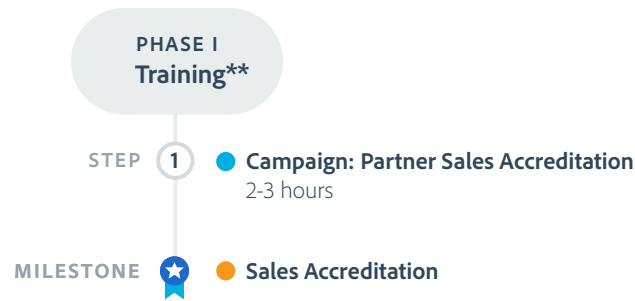 PHASE I
Training**
STEP 1 Campaign: Partner Sales Accreditation
2-3 hours
MILESTONE Sales Accreditation